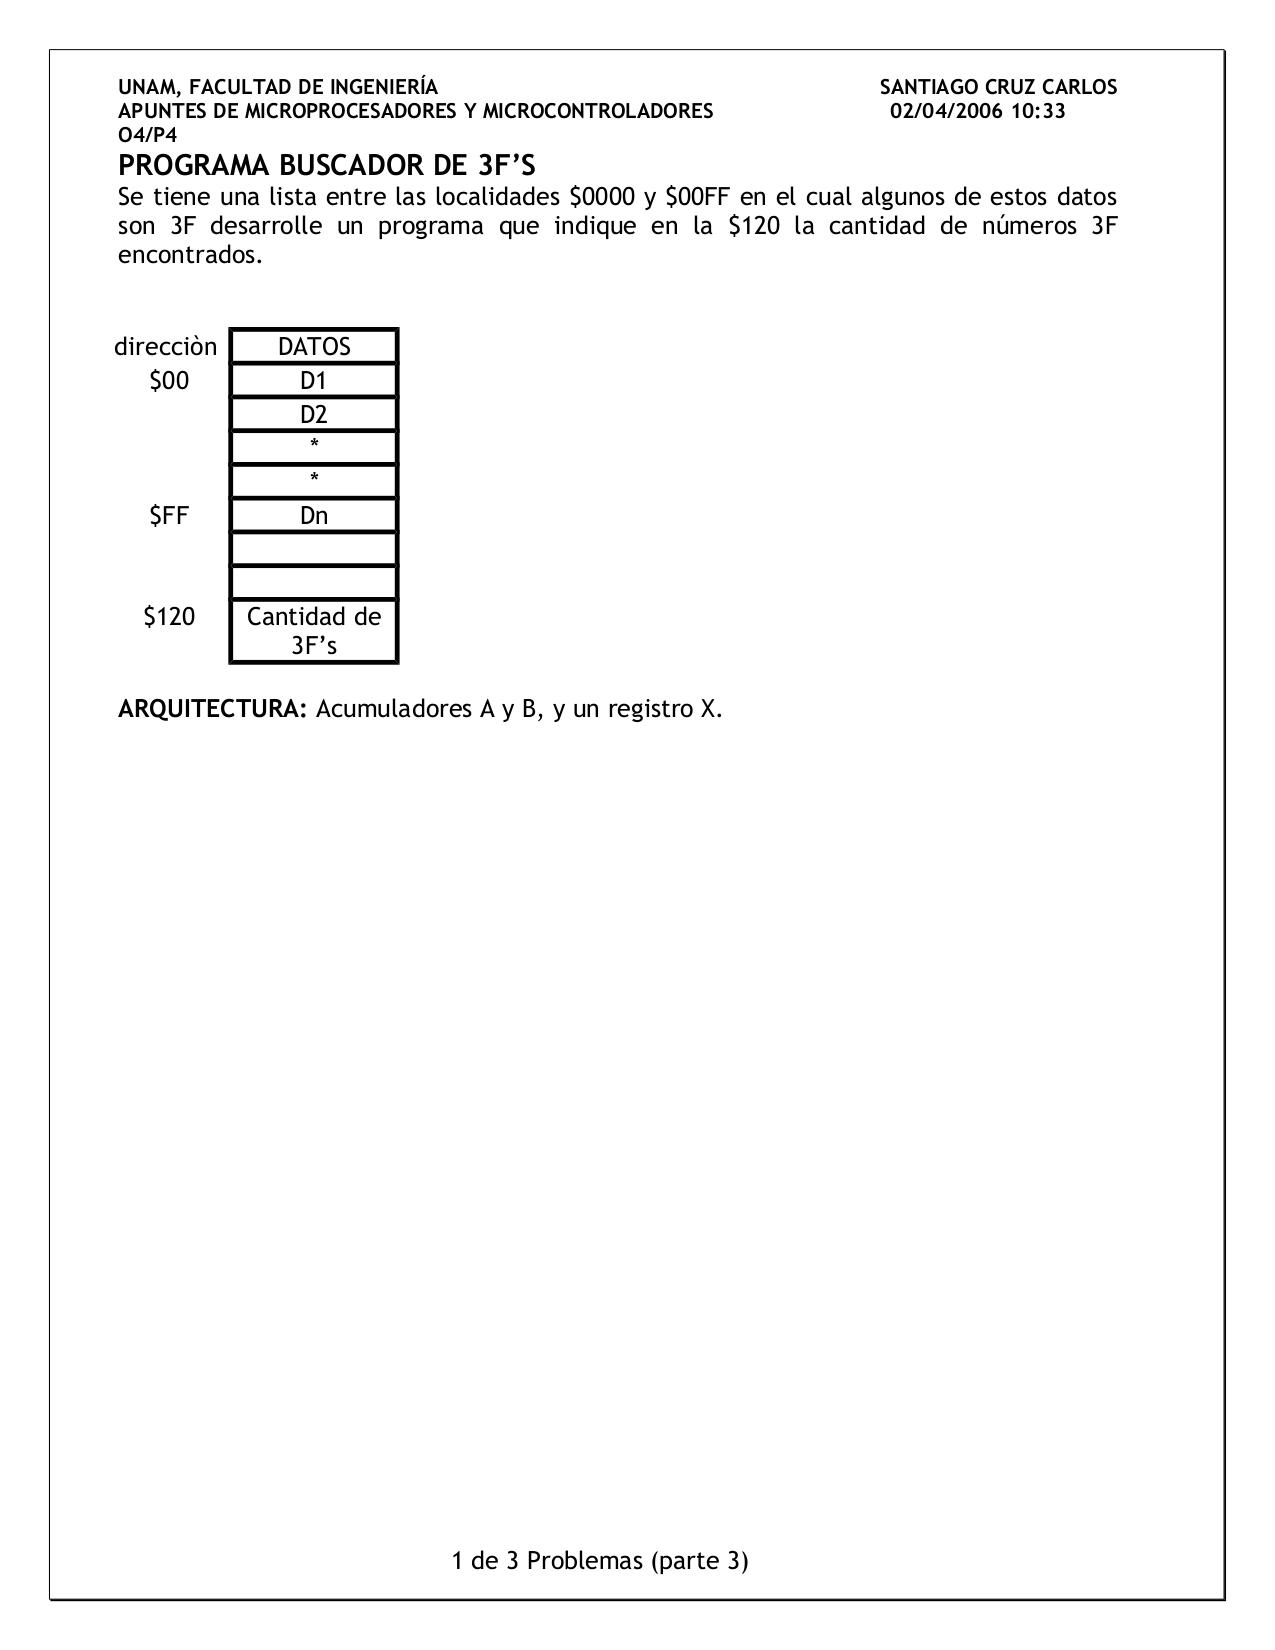 UNAM, FACULTAD DE INGENIERÍA SANTIAGO CRUZ CARLOS
APUNTES DE MICROPROCESADORES Y MICROCONTROLADORES 02/04/2006 10:33
O4/P4
PROGRAMA BUSCADOR DE 3F’S
Se tiene una lista entre las localidades $0000 y $00FF en el cual algunos de estos datos
son 3F desarrolle un programa que indique en la $120 la cantidad de números 3F
encontrados.
direcciòn DATOS
$00 D1
D2
*
*
$FF Dn
$120 Cantidad de
3F’s
ARQUITECTURA: Acumuladores A y B, y un registro X.
1 de 3 Problemas (parte 3)